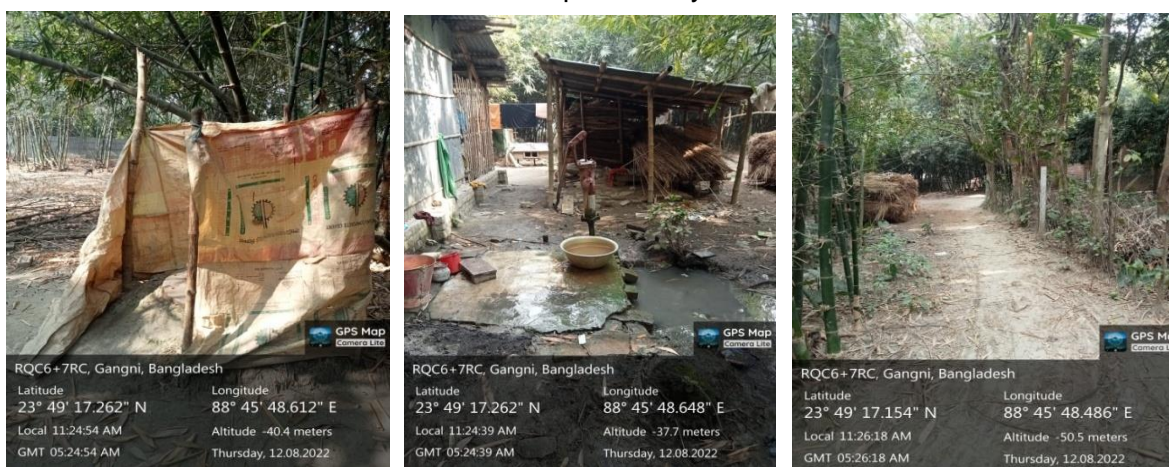 GPS Map
Camera Lite
RQC6+7RC, Gangni, Bangladesh
Latitude
Longitude
23° 49' 17.262" N
88° 45' 48.612" E
Local 11:24:54 AM
Altitude -40.4 meters
GMT 05:24:54 AM
Thursday, 12.08.2022
GPS Map
Camera Lite
RQC6+7RC, Gangni, Bangladesh
Latitude
Longitude
23° 49' 17.262" N
88° 45' 48.648" E
Local 11:24:39 AM
Altitude -37.7 meters
GMT 05:24:39 AM
Thursday, 12.08.2022
GPS M
Camera Lite
RQC6+7RC, Gangni, Bangladesh
Latitude
Longitude
23° 49' 17.154" N
88° 45' 48.486" E
Local 11:26:18 AM
Altitude -50.5 meters
GMT 05:26:18 AM
Thursday, 12.08.2022